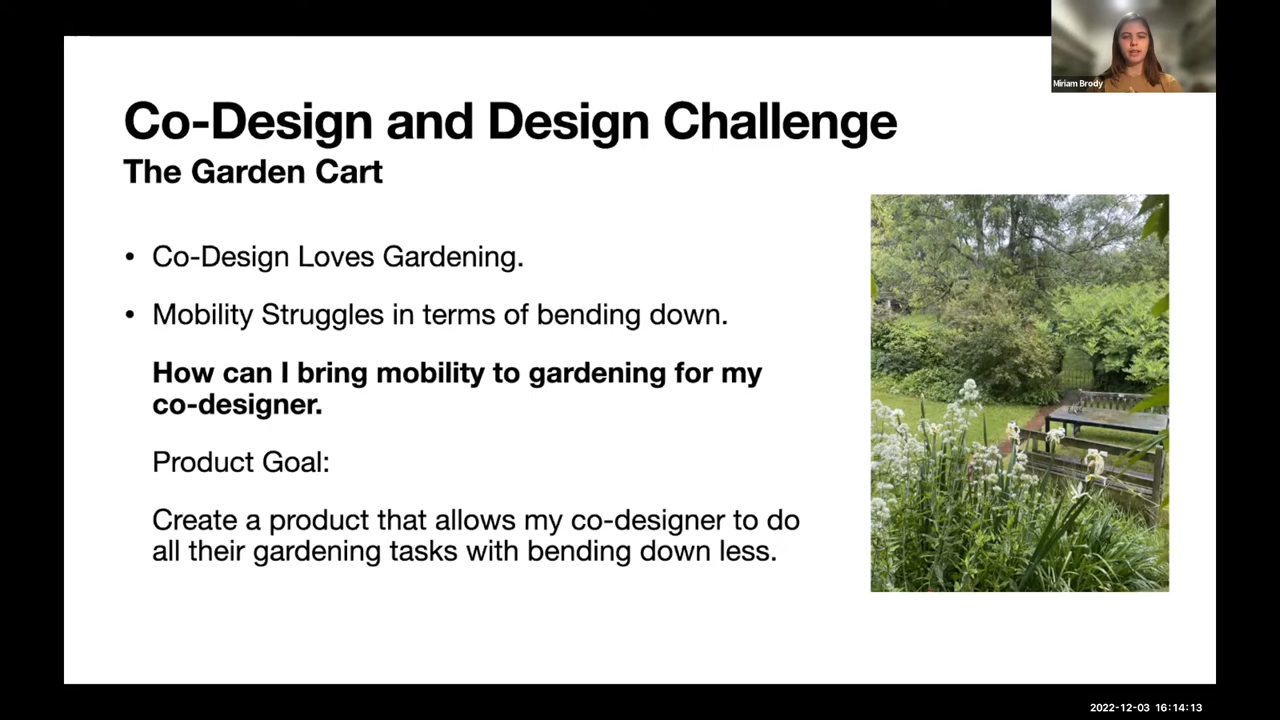 Miriam Brody
Co-Design and Design Challenge
The Garden Cart
• Co-Design Loves Gardening.
• Mobility Struggles in terms of bending down.
How can I bring mobility to gardening for my
co-designer.
Product Goal:
Create a product that allows my co-designer to do
all their gardening tasks with bending down less.
2022-12-03 16:14:13